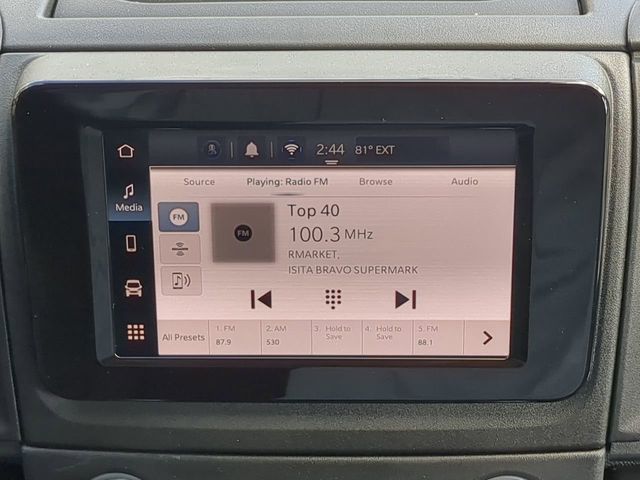 2:44 81° EXT
Source Playing: Radio FM Browse Audio
Media
FM
FM
Top 40
100.3 MHz
RMARKET,
ISITA BRAVO SUPERMARK
All Presets
1. FM
87.9
2. AM
530
3. Hold to
Save
4. Hold to
Save
5. FM
88.1